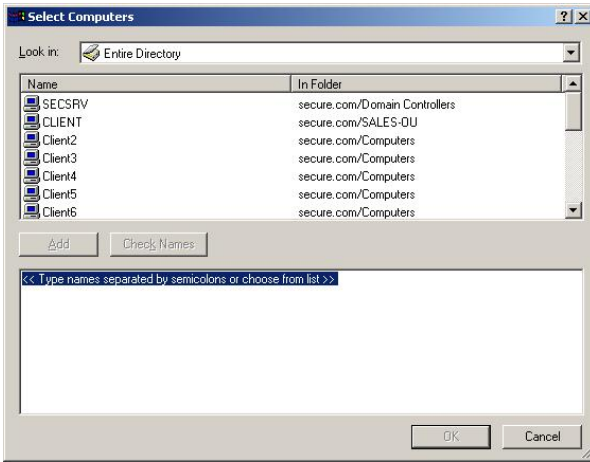 Select Computers
Look in: Entire Directory
Name In Folder
SECSRV secure.com/Domain Controllers
CLIENT secure.com/SALES-OU
Client2 secure.com/Computers
Client3 secure.com/Computers
Client4 secure.com/Computers
Client5 secure.com/Computers
Client6 secure.com/Computers
Add Check Names
<< Type names separated by semicolons or choose from list >>
OK Cancel